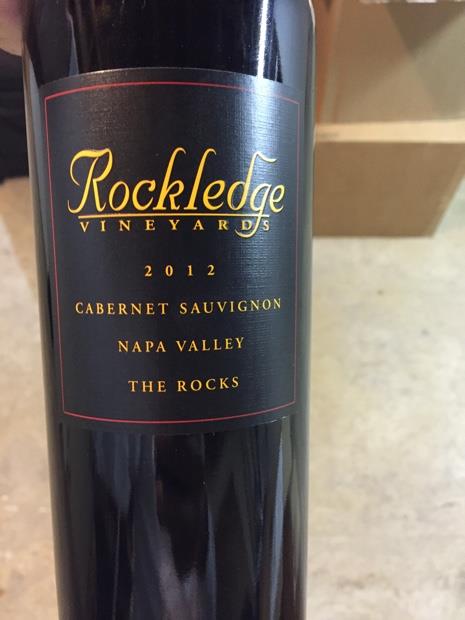 Rockledge
VINEYARDS
2012
CABERNET SAUVIGNON
NAPA VALLEY
THE ROCKS